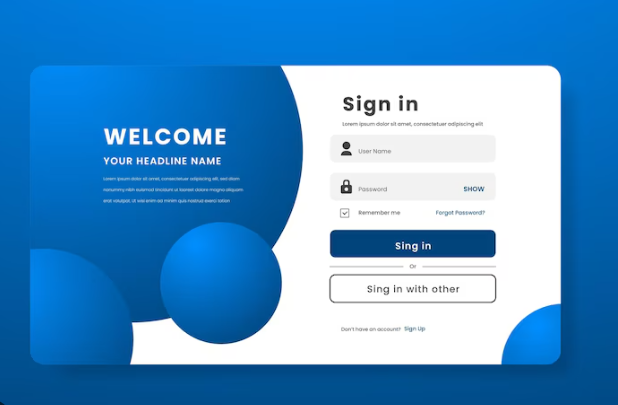 WELCOME
YOUR HEADLINE NAME
Lorem ipsum dolor sit amet, consectetuer adipiscing elit, sed diam
nonummy nibh euismod tincidunt ut laoreet dolore magna aliquam
erat volutpat. Ut wisi enim ad minim quis nostrud exerci tation
Sign in
Lorem ipsum dolor sit amet, consectetuer adipiscing elit
User Name
Password
SHOW
Remember me
Forget Password?
Sing in
Or
Sing in with other
Don't have an account? Sign Up